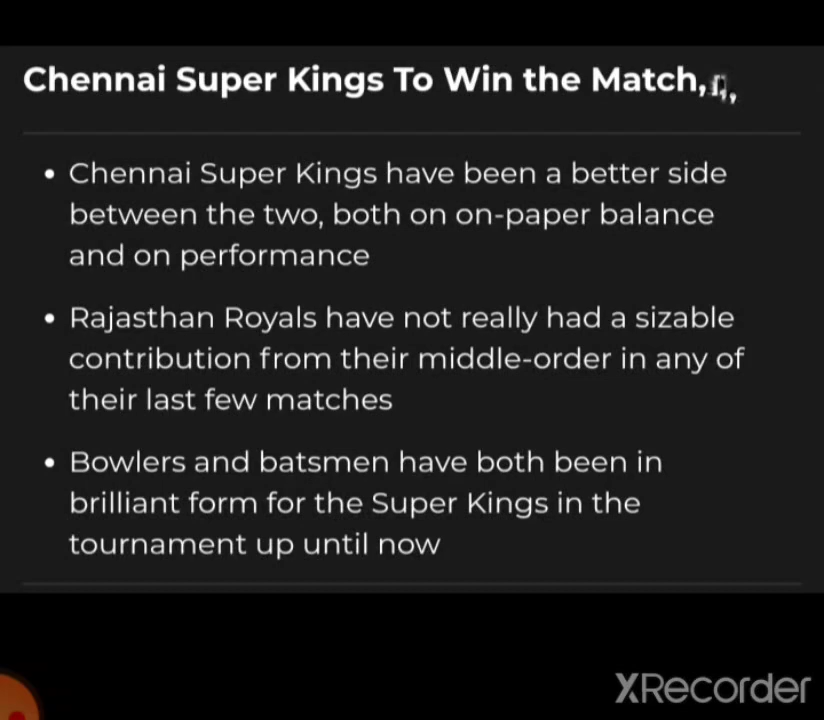 Chennai Super Kings To Win the Match,
• Chennai Super Kings have been a better side
between the two, both on on-paper balance
and on performance
• Rajasthan Royals have not really had a sizable
contribution from their middle-order in any of
their last few matches
• Bowlers and batsmen have both been in
brilliant form for the Super Kings in the
tournament up until now
XRecorder